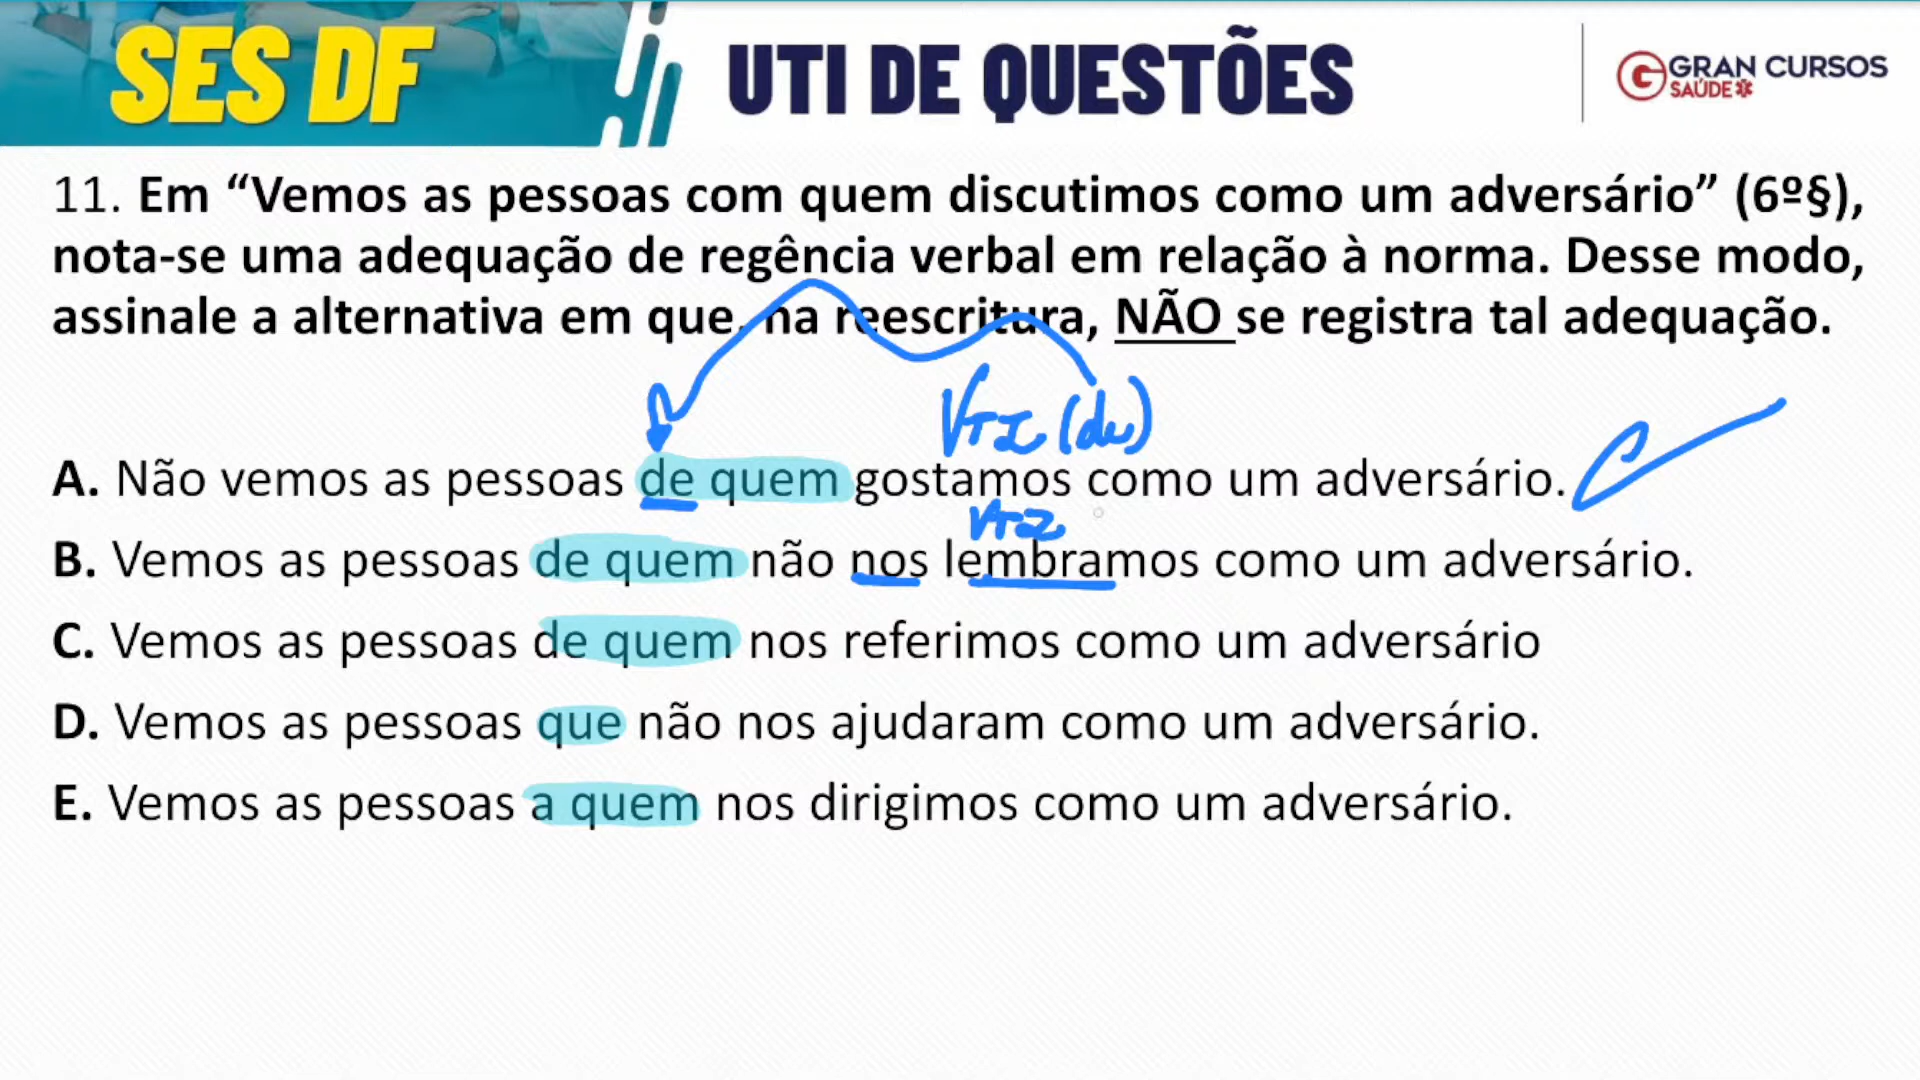 SES DF
UTI DE QUESTÕES
GRAN CURSOS
SAÚDE
11. Em “Vemos as pessoas com quem discutimos como um adversário” (6º§),
nota-se uma adequação de regência verbal em relação à norma. Desse modo,
assinale a alternativa em que, na reescritura, NÃO se registra tal adequação.
VTI (de)
A. Não vemos as pessoas de quem gostamos como um adversário.
VTI
B. Vemos as pessoas de quem não nos lembramos como um adversário.
C. Vemos as pessoas de quem nos referimos como um adversário
D. Vemos as pessoas que não nos ajudaram como um adversário.
E. Vemos as pessoas a quem nos dirigimos como um adversário.